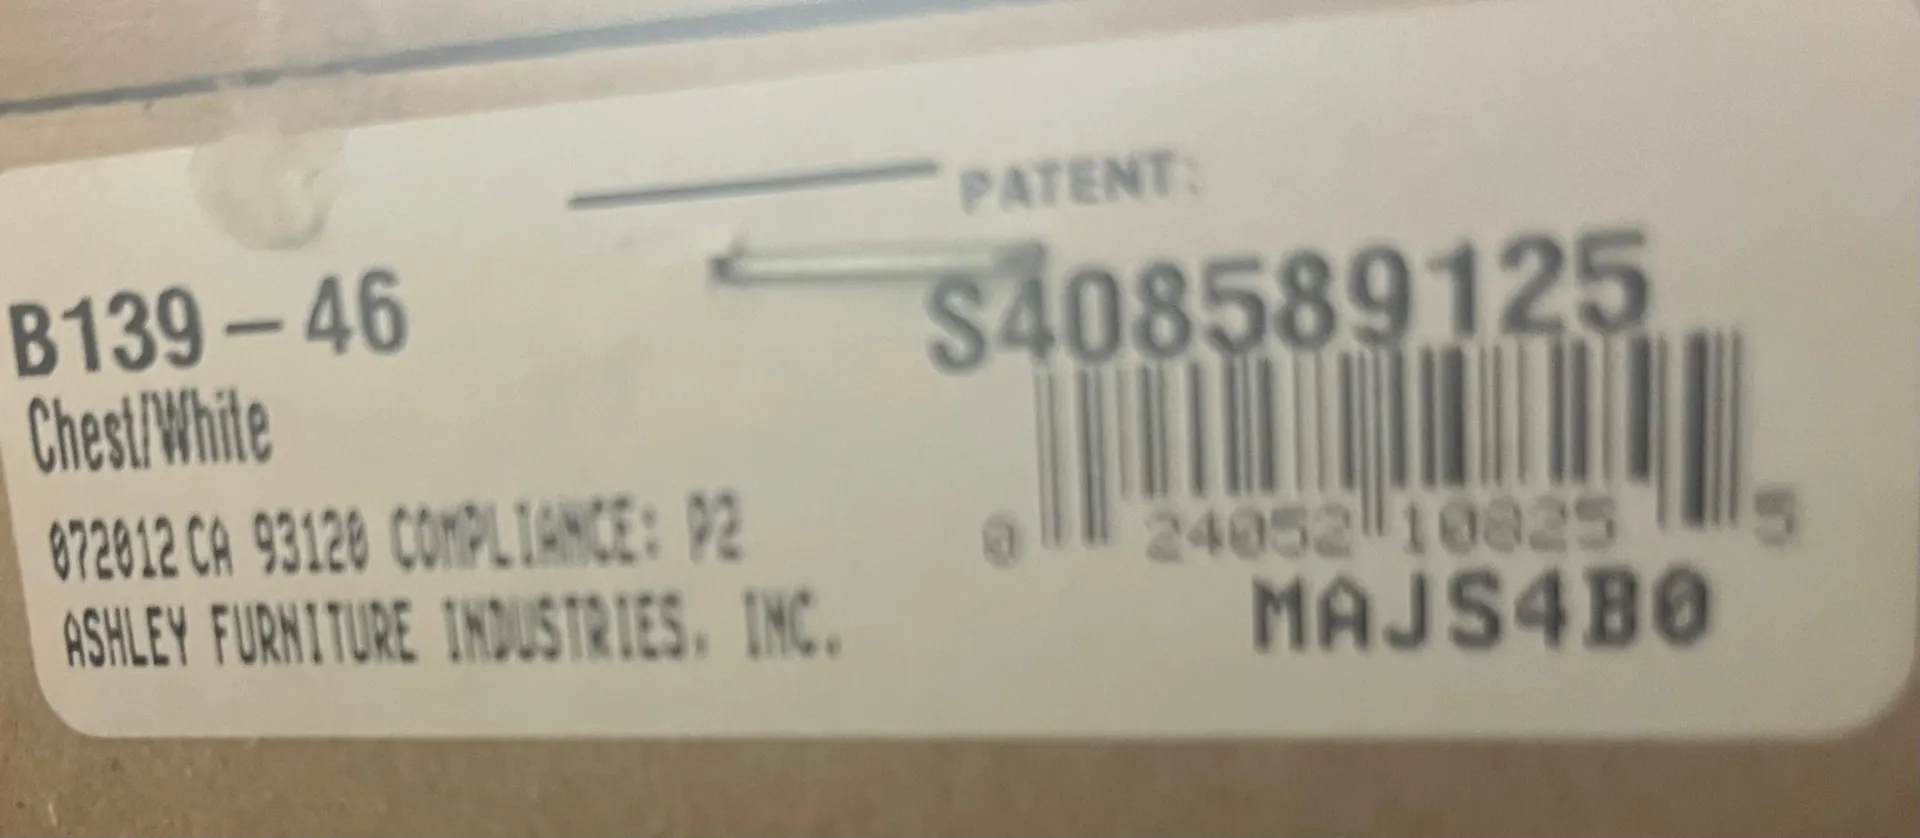 PATENT:
B139-46
S408589125
Chest/White
072012 CA 93120 COMPLIANCE: P2
0 24052 10825 5
ASHLEY FURNITURE INDUSTRIES, INC.
MAJS4B0